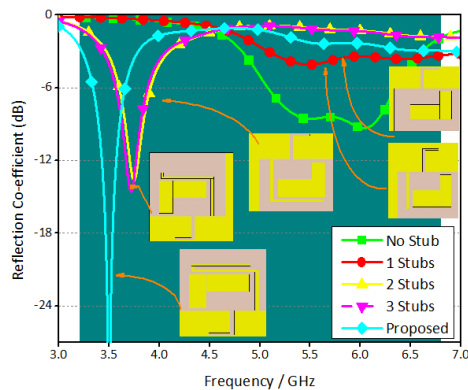 0
-6
-12
-18
-24
Reflection Co-efficient (dB)
No Stub
1 Stubs
2 Stubs
3 Stubs
Proposed
3.0 3.5 4.0 4.5 5.0 5.5 6.0 6.5 7.0
Frequency / GHz